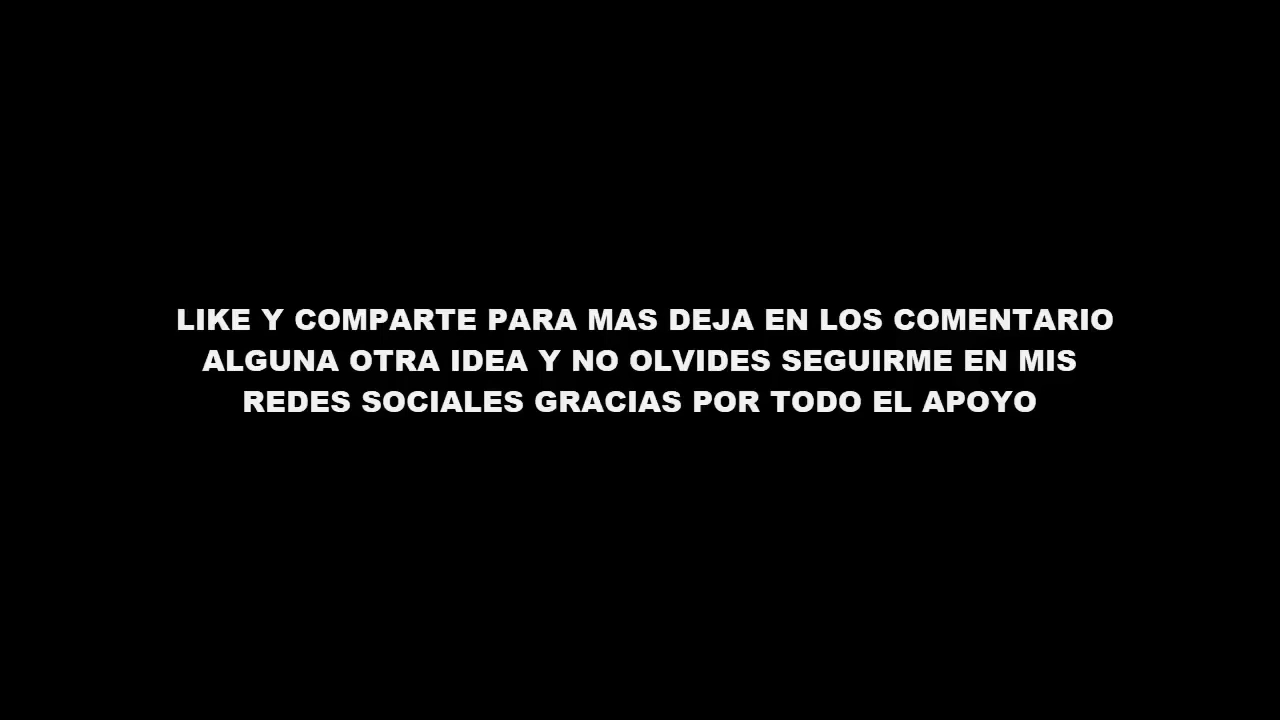 LIKE Y COMPARTE PARA MAS DEJA EN LOS COMENTARIO
ALGUNA OTRA IDEA Y NO OLVIDES SEGUIRME EN MIS
REDES SOCIALES GRACIAS POR TODO EL APOYO